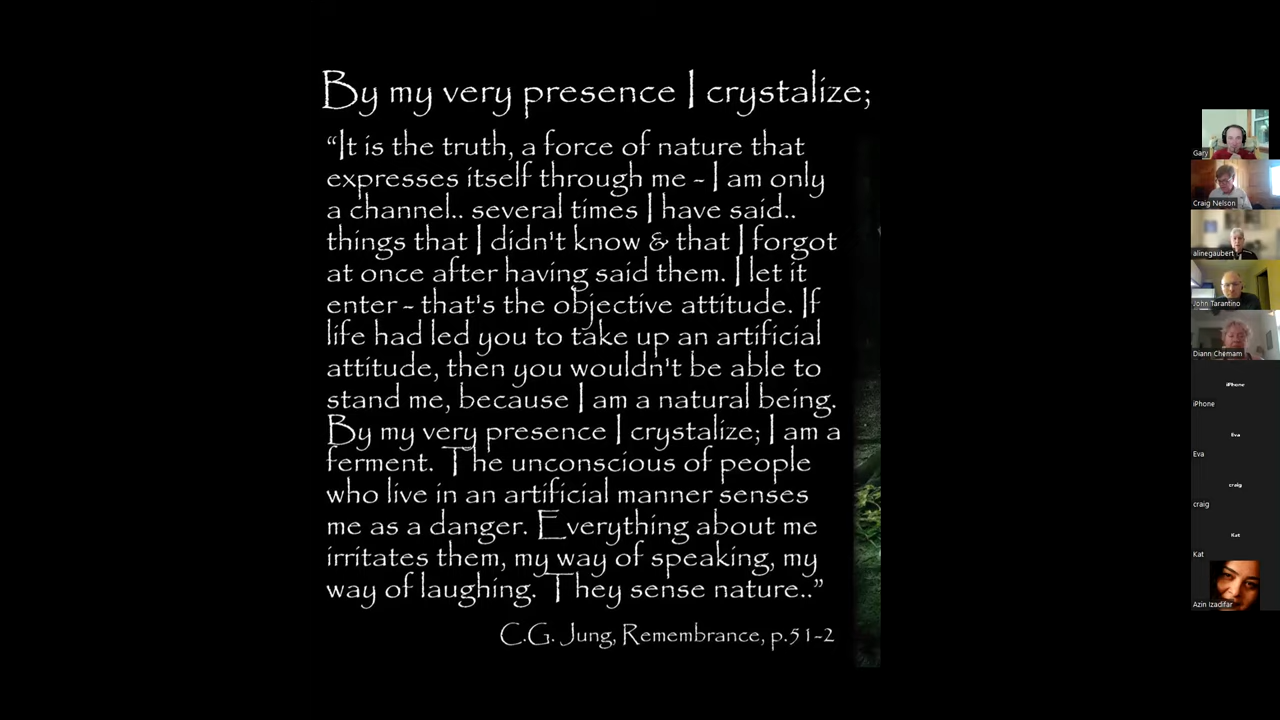 By my very presence I crystalize;
“It is the truth, a force of nature that
expresses itself through me - I am only
a channel.. several times I have said..
things that I didn't know & that I forgot
at once after having said them. I let it
enter - that's the objective attitude. If
life had led you to take up an artificial
attitude, then you wouldn't be able to
stand me, because I am a natural being.
By my very presence I crystalize; I am a
ferment. The unconscious of people
who live in an artificial manner senses
me as a danger. Everything about me
irritates them, my way of speaking, my
way of laughing. They sense nature..”
C.G. Jung, Remembrance, p.51-2
Gary
Craig Nelson
alinegaubert
John Tarantino
Diann Chemam
iPhone
iPhone
Eva
Eva
craig
craig
Kat
Kat
Azin Izadifar